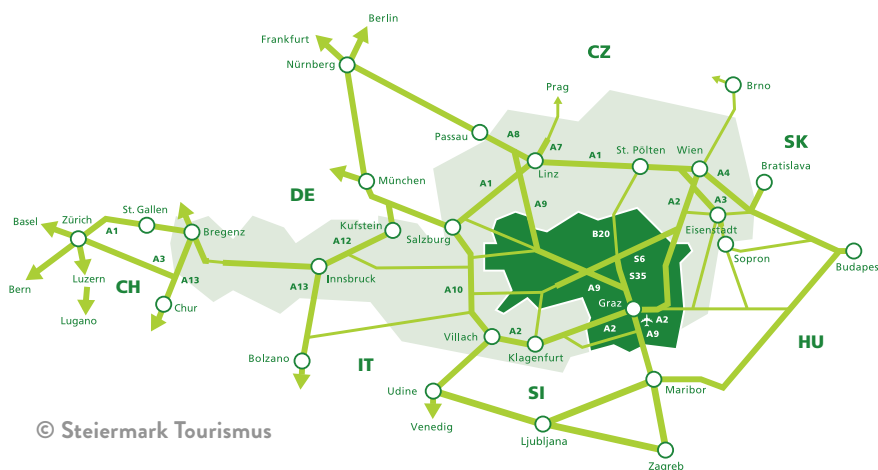 Berlin
Frankfurt
Nürnberg
CZ
Prag
Brno
Passau
A8
A7
Linz
A1
St. Pölten
Wien
SK
Bratislava
A4
München
DE
A1
A9
A2
A3
Eisenstadt
Basel
Zürich
St. Gallen
A1
Bregenz
Kufstein
A12
Salzburg
B20
S6
S35
Sopron
Budapes
A3
A13
Luzern
Bern
CH
Chur
Lugano
Innsbruck
A13
A10
A9
Graz
A2
A9
A2
HU
Villach
A2
Klagenfurt
Bolzano
IT
Udine
SI
Maribor
Venedig
Ljubljana
Zagreb
© Steiermark Tourismus